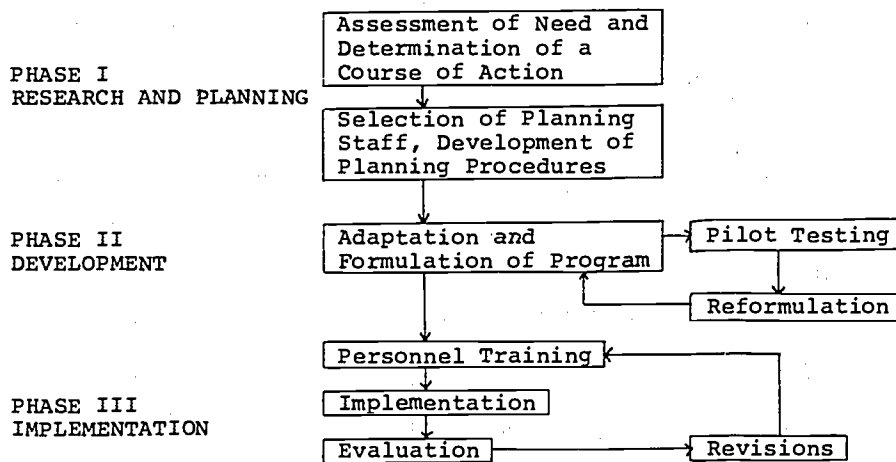 Assessment of Need and
Determination of a
Course of Action
PHASE I
RESEARCH AND PLANNING
Selection of Planning
Staff, Development of
Planning Procedures
PHASE II
DEVELOPMENT
Adaptation and
Formulation of Program
Pilot Testing
Reformulation
Personnel Training
PHASE III
IMPLEMENTATION
Implementation
Evaluation
Revisions